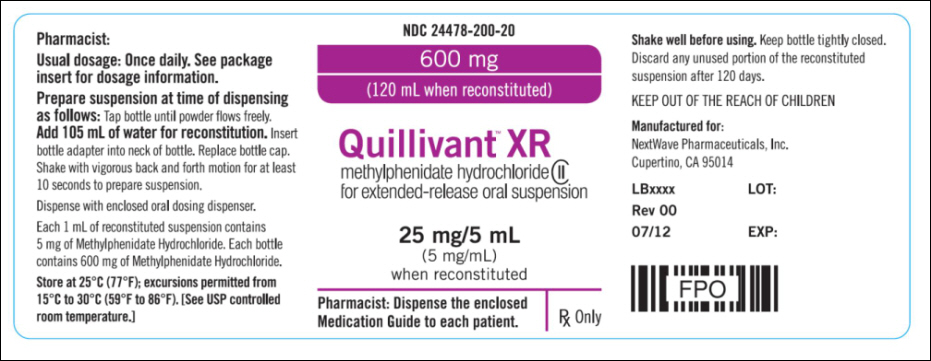 Pharmacist:
Usual dosage: Once daily. See package
insert for dosage information.
Prepare suspension at time of dispensing
as follows: Tap bottle until powder flows freely.
Add 105 mL of water for reconstitution. Insert
bottle adapter into neck of bottle. Replace bottle cap.
Shake with vigorous back and forth motion for at least
10 seconds to prepare suspension.
Dispense with enclosed oral dosing dispenser.
Each 1 mL of reconstituted suspension contains
5 mg of Methylphenidate Hydrochloride. Each bottle
contains 600 mg of Methylphenidate Hydrochloride.
Store at 25°C (77°F); excursions permitted from
15°C to 30°C (59°F to 86°F). [See USP controlled
room temperature.]
NDC 24478-200-20
600 mg
(120 mL when reconstituted)
Quillivant™ XR
methylphenidate hydrochloride CII
for extended-release oral suspension
25 mg/5 mL
(5 mg/mL)
when reconstituted
Pharmacist: Dispense the enclosed
Medication Guide to each patient.
℞ Only
Shake well before using. Keep bottle tightly closed.
Discard any unused portion of the reconstituted
suspension after 120 days.
KEEP OUT OF THE REACH OF CHILDREN
Manufactured for:
NextWave Pharmaceuticals, Inc.
Cupertino, CA 95014
LBxxxx LOT:
Rev 00
07/12 EXP:
FPO